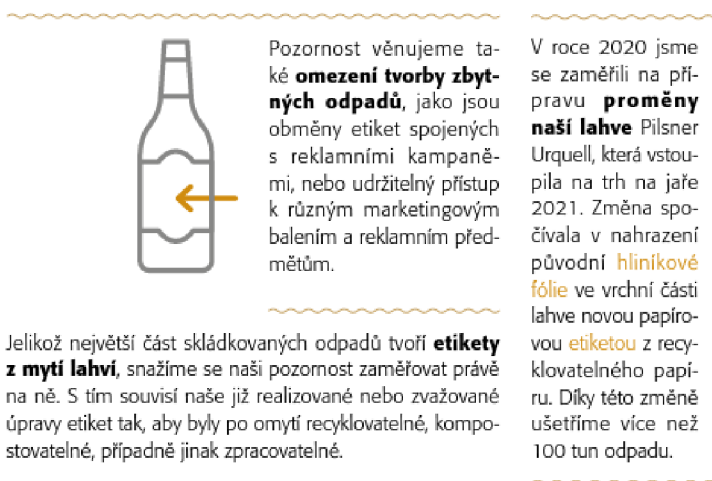 Pozornost věnujeme ta-
ké omezení tvorby zbyt-
ných odpadů, jako jsou
obměny etiket spojených
s reklamními kampaně-
mi, nebo udržitelný přístup
k různým marketingovým
balením a reklamním před-
mětům.
Jelikož největší část skládkovaných odpadů tvoří etikety
z mytí lahví, snažíme se naši pozornost zaměřovat právě
na ně. S tím souvisí naše již realizované nebo zvažované
úpravy etiket tak, aby byly po omytí recyklovatelné, kompo-
stovatelné, případně jinak zpracovatelné.
V roce 2020 jsme
se zaměřili na pří-
pravu proměny
naší lahve Pilsner
Urquell, která vstou-
pila na trh na jaře
2021. Změna spo-
čívala v nahrazení
původní hliníkové
fólie ve vrchní části
lahve novou papíro-
vou etiketou z recy-
klovatelného papí-
ru. Díky této změně
ušetříme více než
100 tun odpadu.